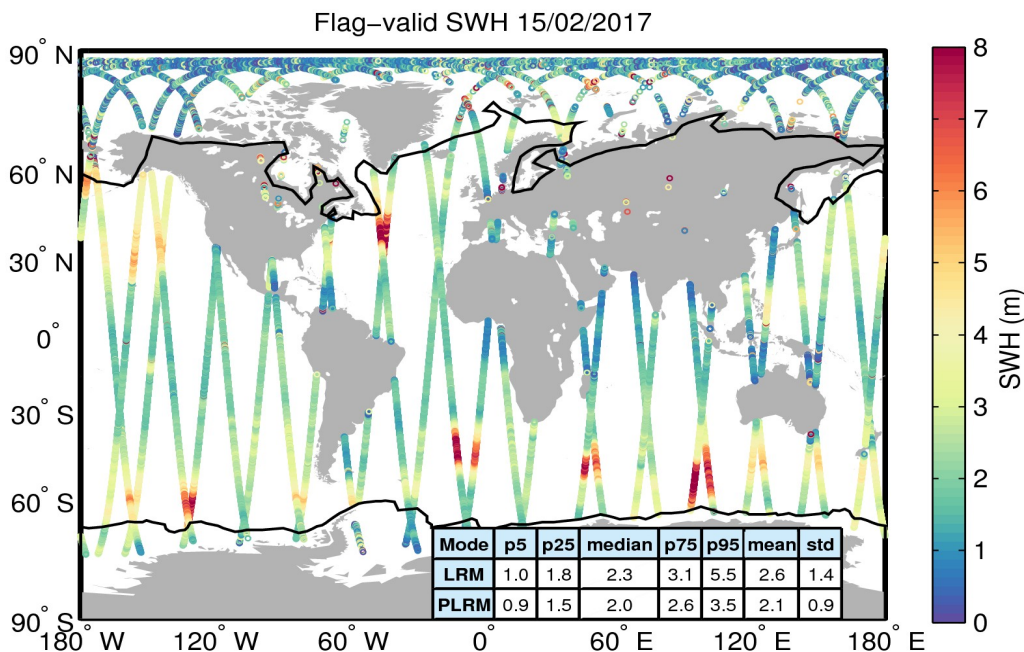 Flag−valid SWH 15/02/2017
90° N
60° N
30° N
0°
30° S
60° S
90° S
180° W
120° W
60° W
0°
60° E
120° E
180° E
Mode p5 p25 median p75 p95 mean std
LRM 1.0 1.8 2.3 3.1 5.5 2.6 1.4
PLRM 0.9 1.5 2.0 2.6 3.5 2.1 0.9
8
7
6
5
4
3
2
1
0
SWH (m)